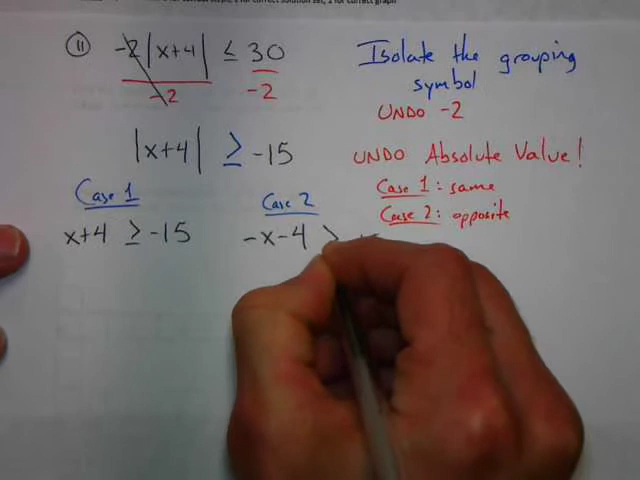 ⑪ -2|x+4| ≤ 30
-2 -2
Isolate the grouping
symbol
UNDO -2
|x+4| ≥ -15
UNDO Absolute Value!
Case 1: same
Case 2: opposite
Case 1
x+4 ≥ -15
Case 2
-x-4 >